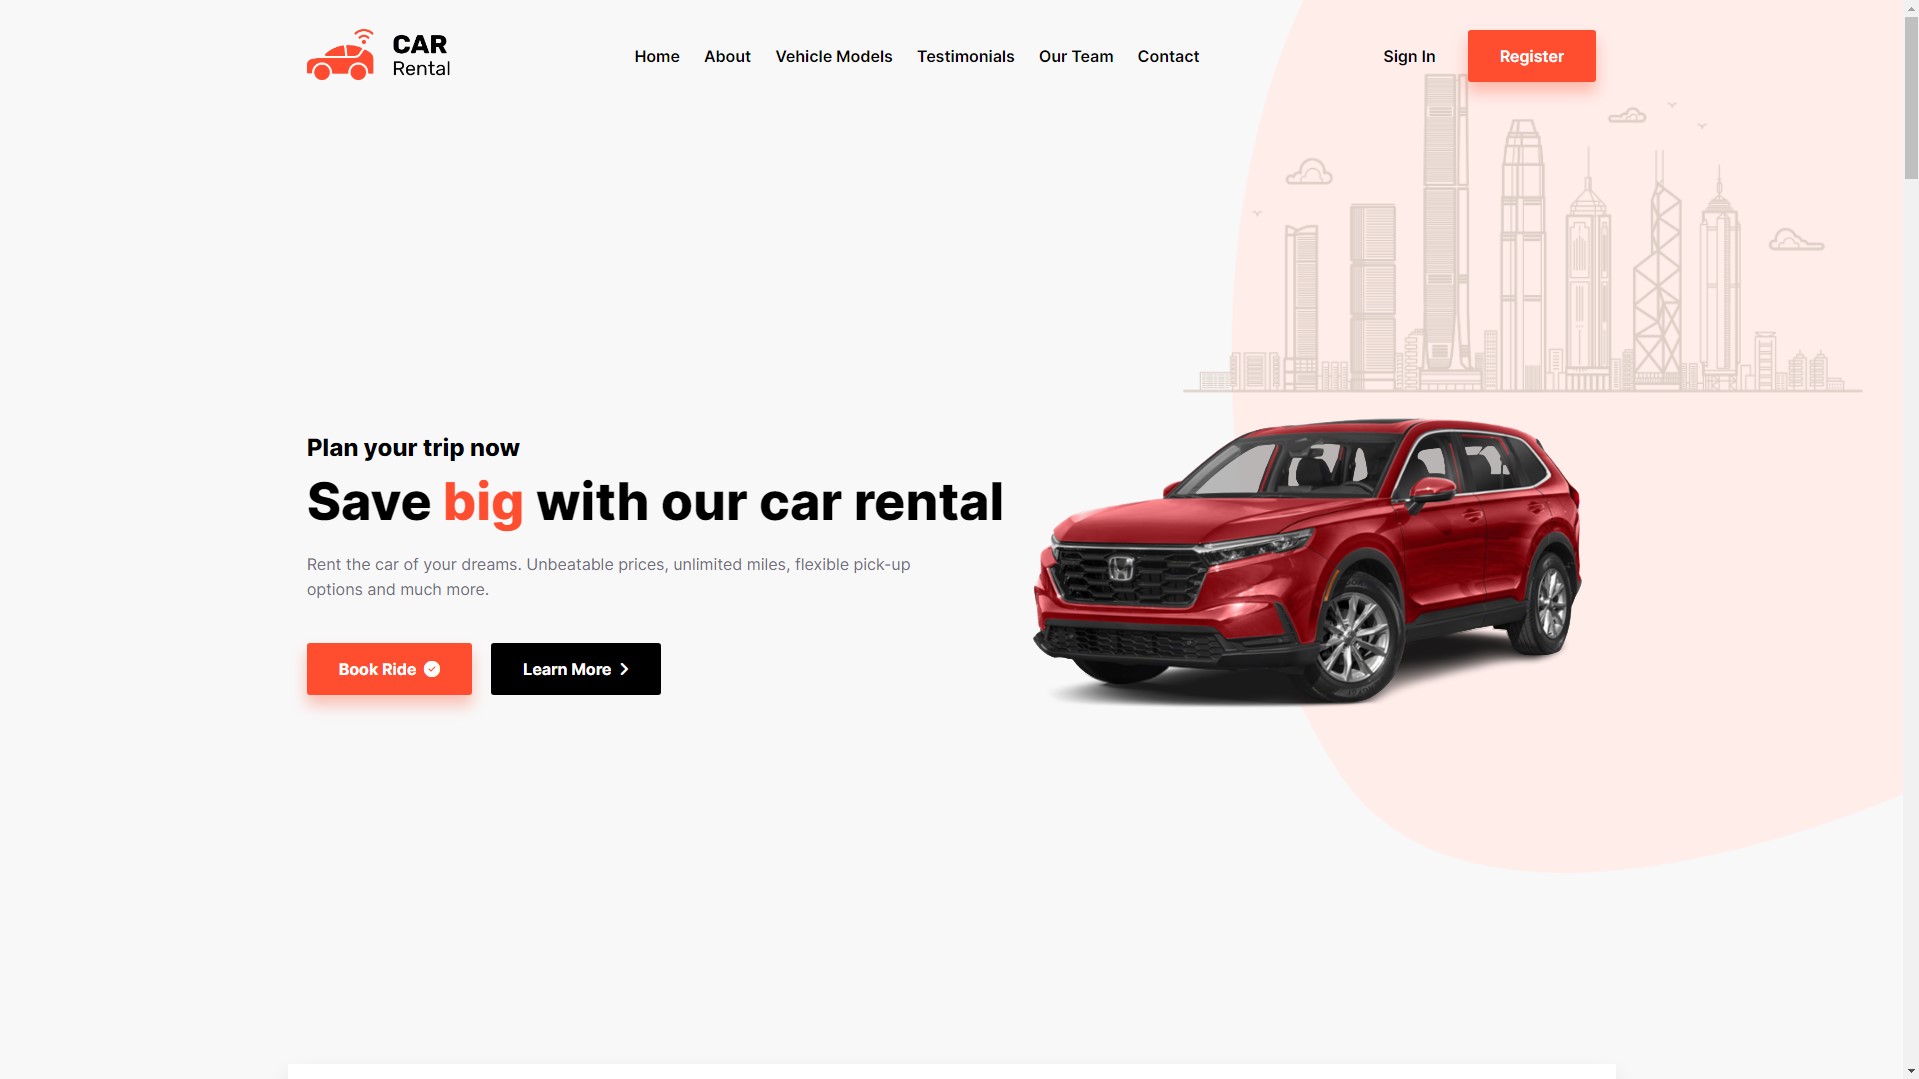 CAR
Rental
Home
About
Vehicle Models
Testimonials
Our Team
Contact
Sign In
Register
Plan your trip now
Save big with our car rental
Rent the car of your dreams. Unbeatable prices, unlimited miles, flexible pick-up
options and much more.
Book Ride
Learn More